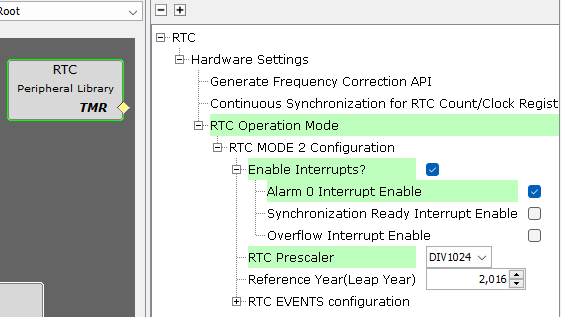 Root
RTC
Peripheral Library
TMR
RTC
Hardware Settings
Generate Frequency Correction API
Continuous Synchronization for RTC Count/Clock Regist
RTC Operation Mode
RTC MODE 2 Configuration
Enable Interrupts?
Alarm 0 Interrupt Enable
Synchronization Ready Interrupt Enable
Overflow Interrupt Enable
RTC Prescaler DIV1024
Reference Year(Leap Year) 2,016
RTC EVENTS configuration